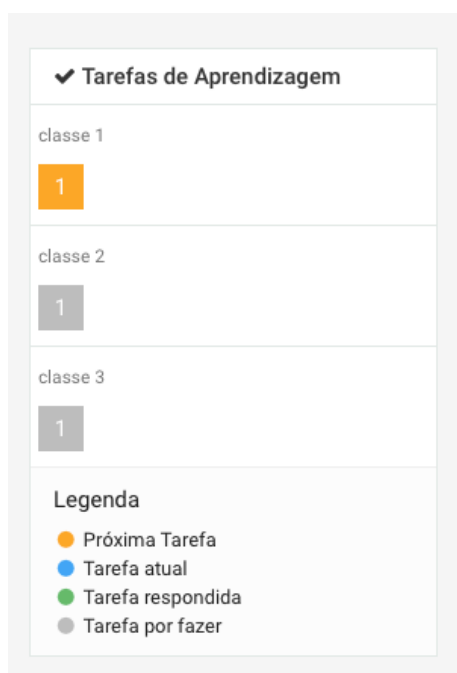 Tarefas de Aprendizagem
classe 1
1
classe 2
1
classe 3
1
Legenda
Próxima Tarefa
Tarefa atual
Tarefa respondida
Tarefa por fazer